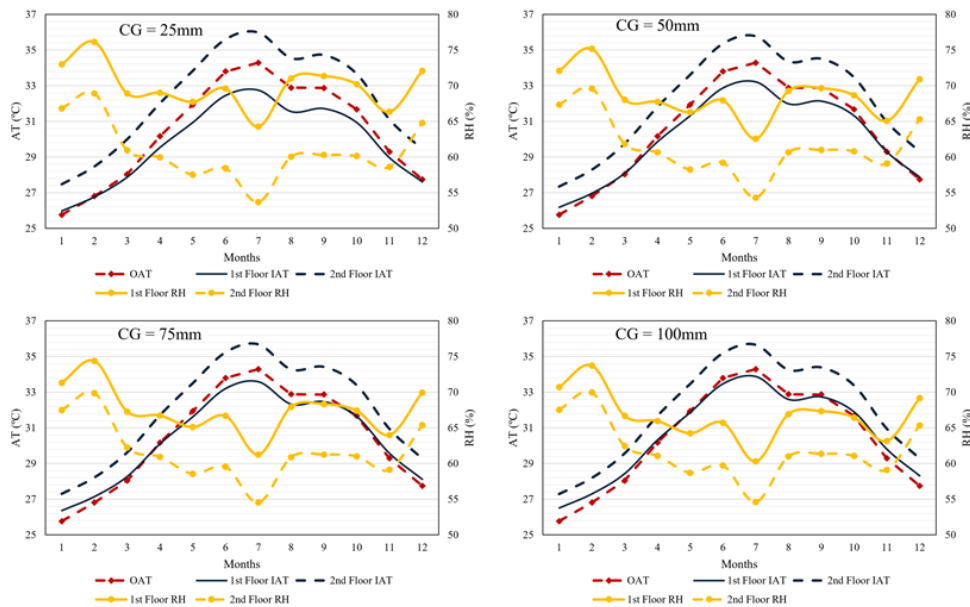 CG = 25mm
AT (°C)
37
35
33
31
29
27
25
RH (%)
80
75
70
65
60
55
50
1 2 3 4 5 6 7 8 9 10 11 12
Months
OAT 1st Floor IAT 2nd Floor IAT
1st Floor RH 2nd Floor RH
CG = 50mm
AT (°C)
37
35
33
31
29
27
25
RH (%)
80
75
70
65
60
55
50
1 2 3 4 5 6 7 8 9 10 11 12
Months
OAT 1st Floor IAT 2nd Floor IAT
1st Floor RH 2nd Floor RH
CG = 75mm
AT (°C)
37
35
33
31
29
27
25
RH (%)
80
75
70
65
60
55
50
1 2 3 4 5 6 7 8 9 10 11 12
Months
OAT 1st Floor IAT 2nd Floor IAT
1st Floor RH 2nd Floor RH
CG = 100mm
AT (°C)
37
35
33
31
29
27
25
RH (%)
80
75
70
65
60
55
50
1 2 3 4 5 6 7 8 9 10 11 12
Months
OAT 1st Floor IAT 2nd Floor IAT
1st Floor RH 2nd Floor RH